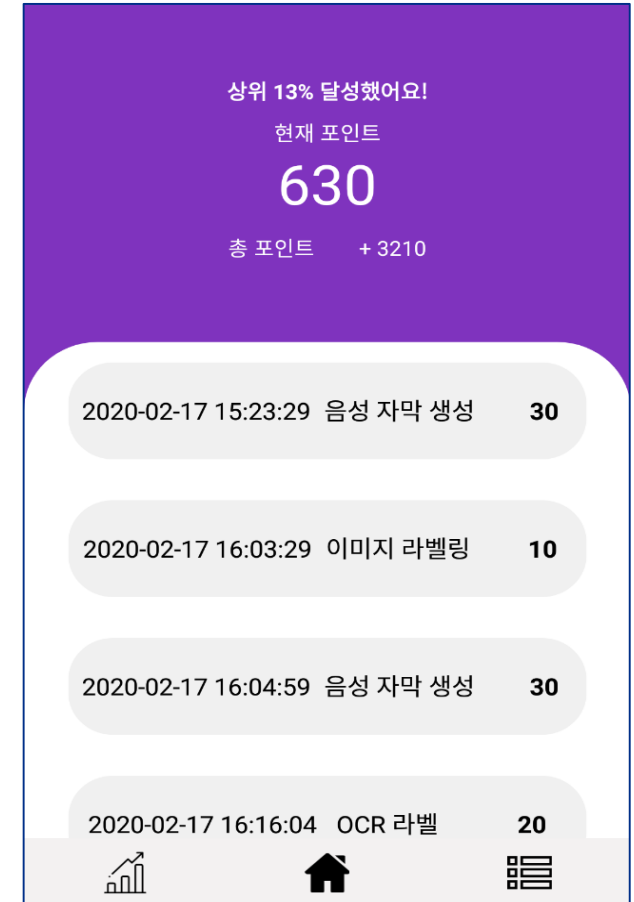 상위 13% 달성했어요!
현재 포인트
630
총 포인트 + 3210
2020-02-17 15:23:29 음성 자막 생성 30
2020-02-17 16:03:29 이미지 라벨링 10
2020-02-17 16:04:59 음성 자막 생성 30
2020-02-17 16:16:04 OCR 라벨 20